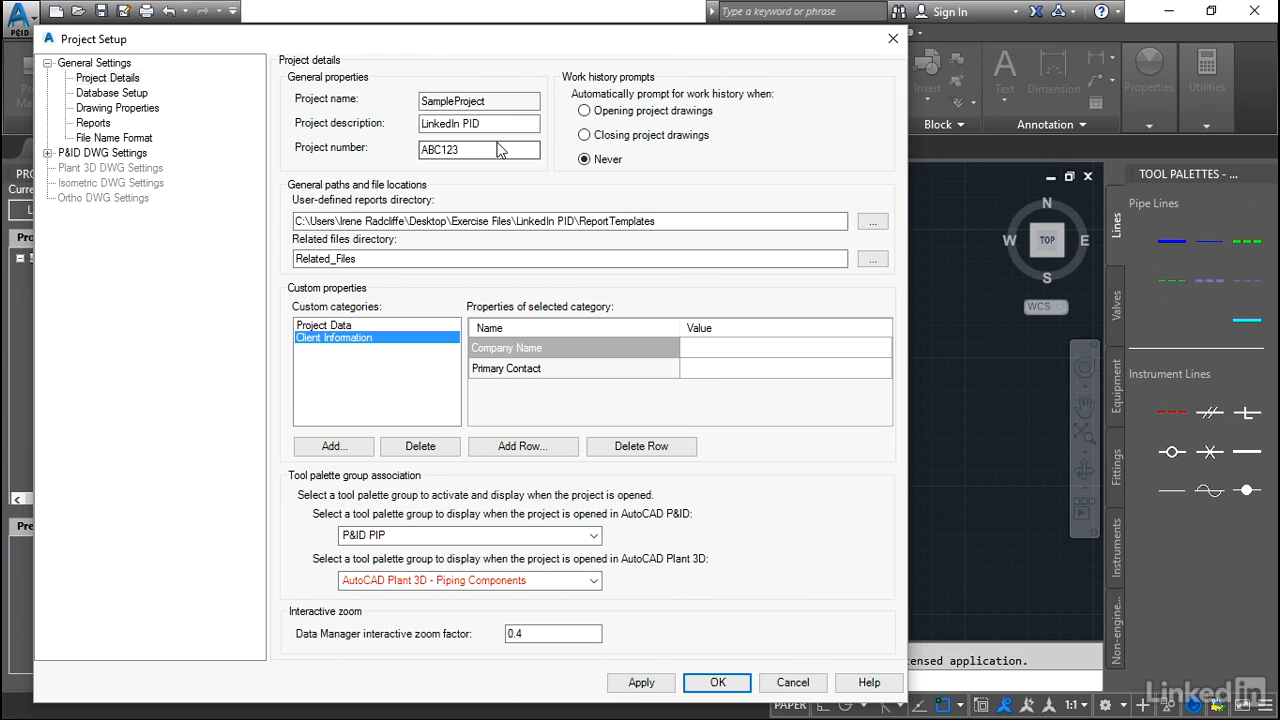 P&ID
Type a keyword or phrase
Sign In
Project Setup
General Settings
Project Details
Database Setup
Drawing Properties
Reports
File Name Format
P&ID DWG Settings
Plant 3D DWG Settings
Isometric DWG Settings
Ortho DWG Settings
Project details
General properties
Project name:
SampleProject
Project description:
LinkedIn PID
Project number:
ABC123
Work history prompts
Automatically prompt for work history when:
Opening project drawings
Closing project drawings
Never
General paths and file locations
User-defined reports directory:
C:\Users\Irene Radcliffe\Desktop\Exercise Files\LinkedIn PID\ReportTemplates
...
Related files directory:
Related_Files
...
Custom properties
Custom categories:
Project Data
Client Information
Properties of selected category:
Name Value
Company Name
Primary Contact
Add...
Delete
Add Row...
Delete Row
Tool palette group association
Select a tool palette group to activate and display when the project is opened.
Select a tool palette group to display when the project is opened in AutoCAD P&ID:
P&ID PIP
Select a tool palette group to display when the project is opened in AutoCAD Plant 3D:
AutoCAD Plant 3D - Piping Components
Interactive zoom
Data Manager interactive zoom factor:
0.4
Apply
OK
Cancel
Help
Insert
Text
Dimension
Properties
Utilities
Block
Annotation
N
W
TOP
E
S
WCS
TOOL PALETTES - ...
Pipe Lines
Instrument Lines
Lines
Valves
Equipment
Fittings
Instruments
Non-engine...
ensed application.
PAPER
1:1
LinkedIn